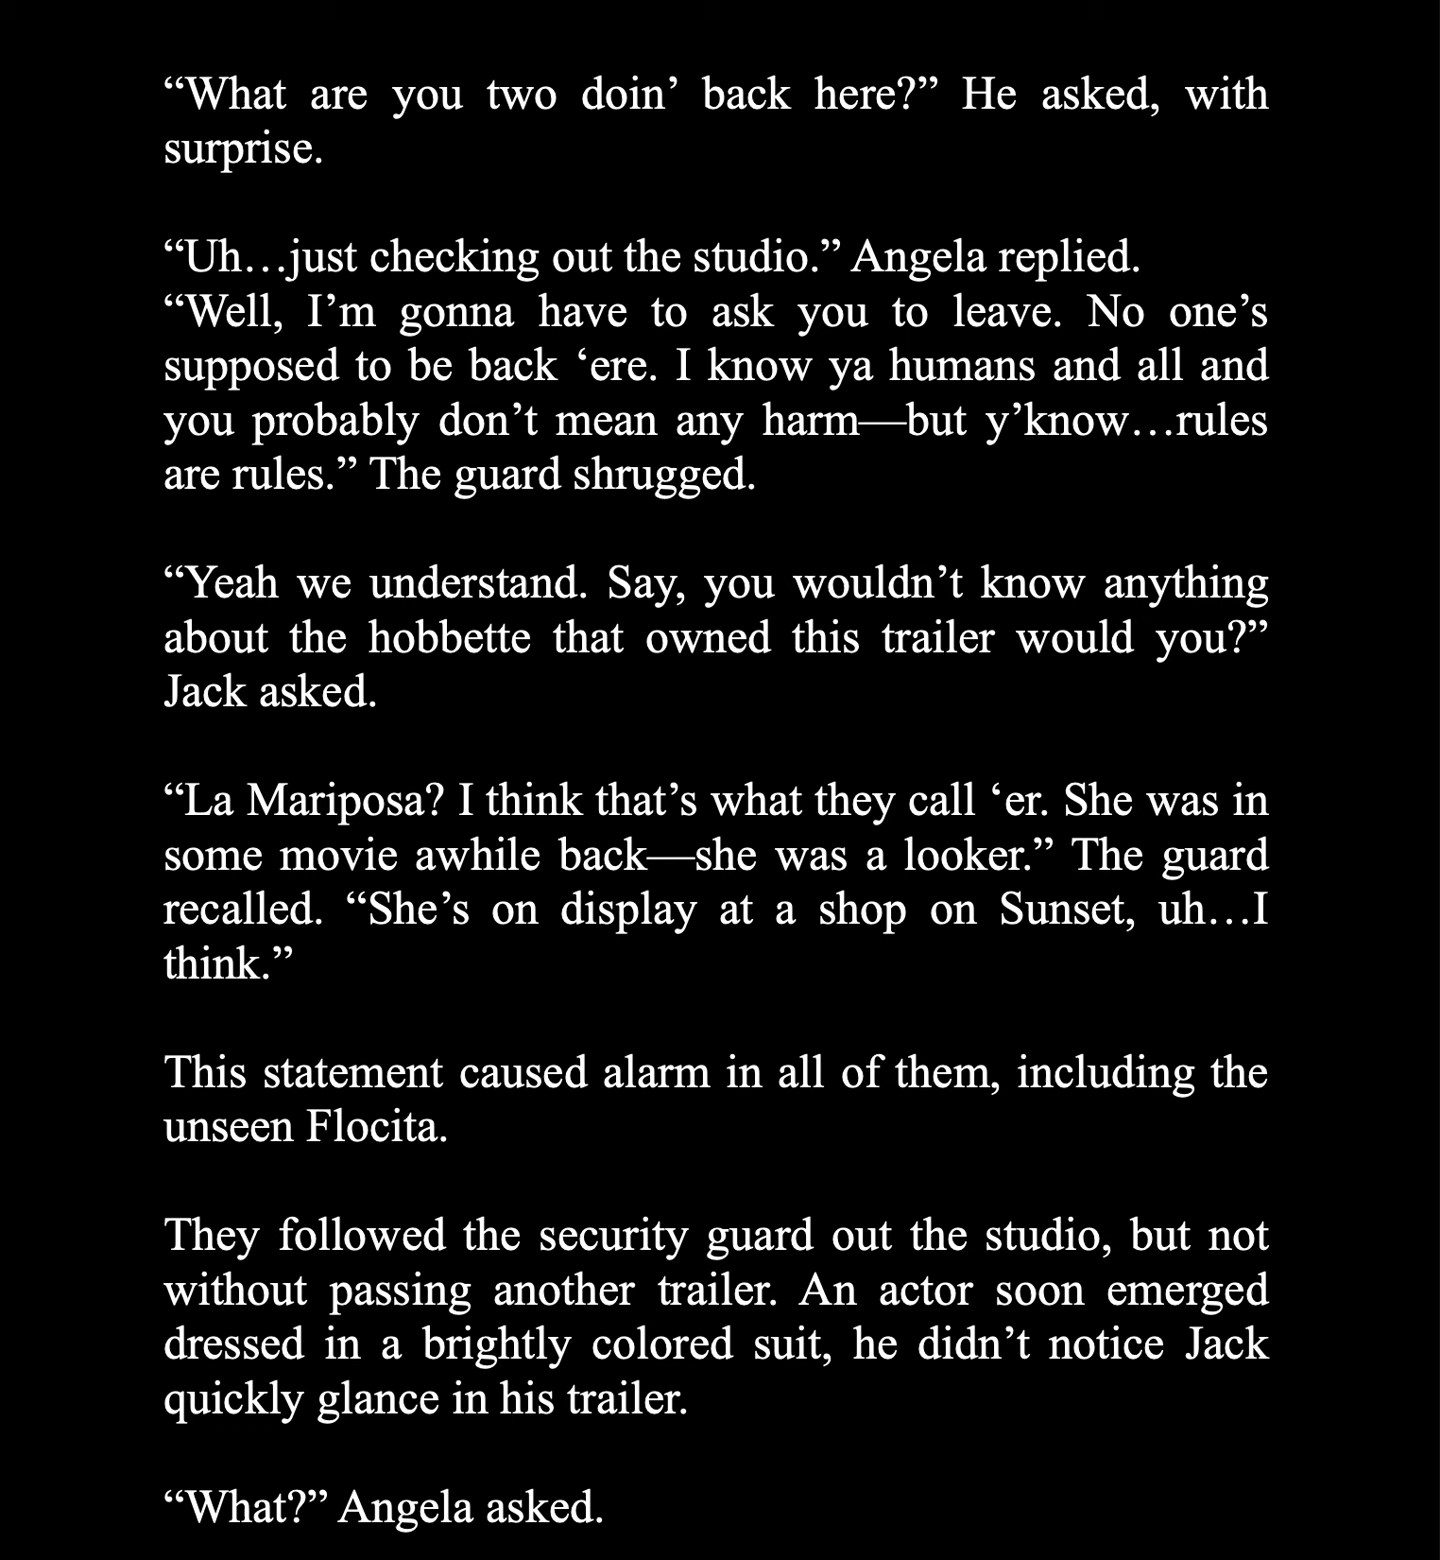 “What are you two doin’ back here?” He asked, with
surprise.
“Uh…just checking out the studio.” Angela replied.
“Well, I’m gonna have to ask you to leave. No one’s
supposed to be back ‘ere. I know ya humans and all and
you probably don’t mean any harm—but y’know…rules
are rules.” The guard shrugged.
“Yeah we understand. Say, you wouldn’t know anything
about the hobbette that owned this trailer would you?”
Jack asked.
“La Mariposa? I think that’s what they call ‘er. She was in
some movie awhile back—she was a looker.” The guard
recalled. “She’s on display at a shop on Sunset, uh…I
think.”
This statement caused alarm in all of them, including the
unseen Flocita.
They followed the security guard out the studio, but not
without passing another trailer. An actor soon emerged
dressed in a brightly colored suit, he didn’t notice Jack
quickly glance in his trailer.
“What?” Angela asked.